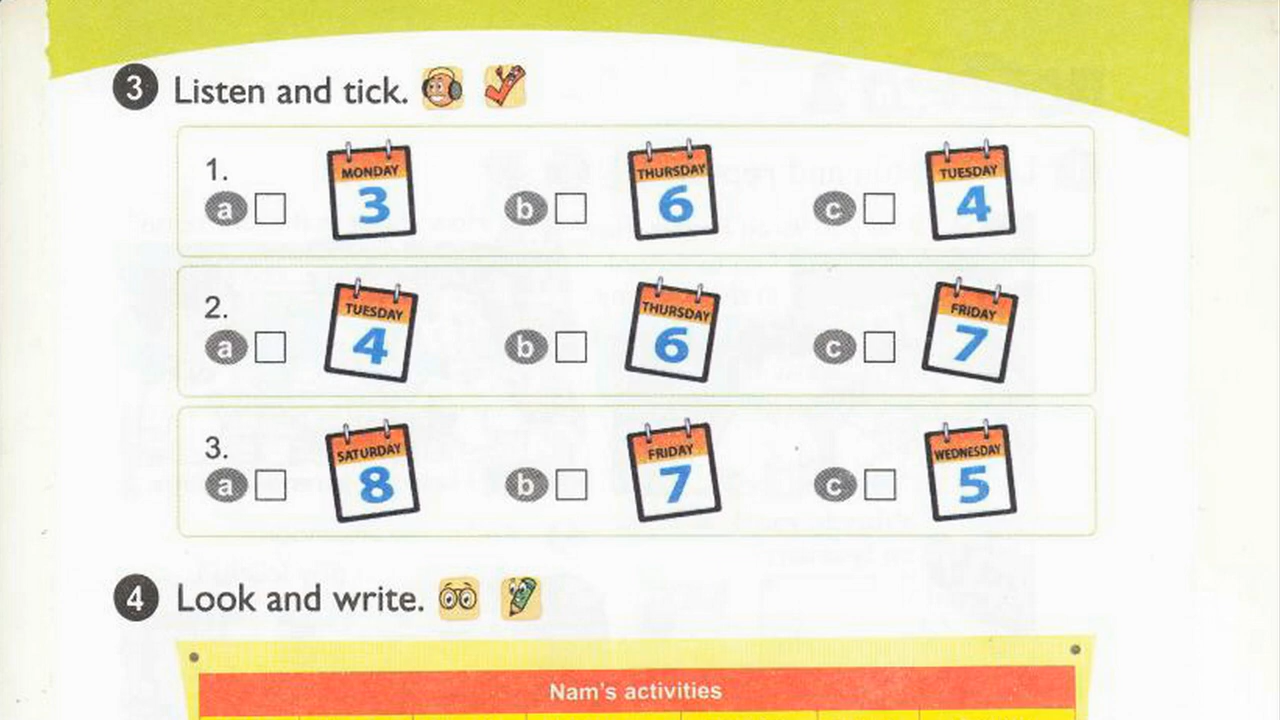 3 Listen and tick.
1.
a MONDAY 3 b THURSDAY 6 c TUESDAY 4
2.
a TUESDAY 4 b THURSDAY 6 c FRIDAY 7
3.
a SATURDAY 8 b FRIDAY 7 c WEDNESDAY 5
4 Look and write.
Nam's activities